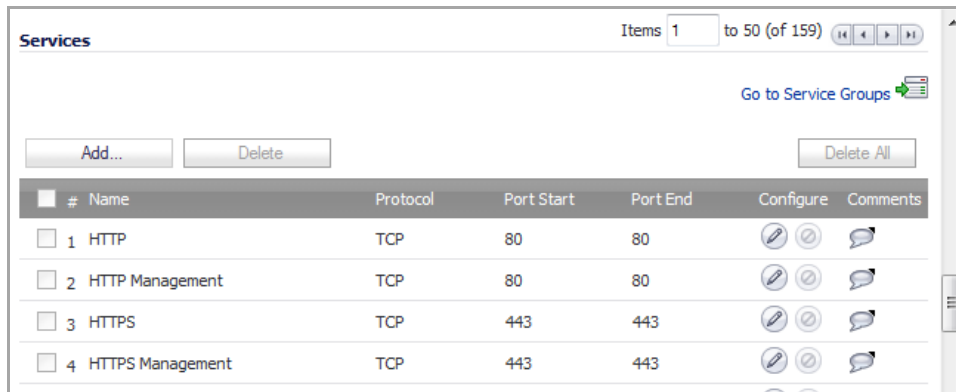 Services Items 1 to 50 (of 159)
Go to Service Groups
Add... Delete Delete All
# Name Protocol Port Start Port End Configure Comments
1 HTTP TCP 80 80
2 HTTP Management TCP 80 80
3 HTTPS TCP 443 443
4 HTTPS Management TCP 443 443